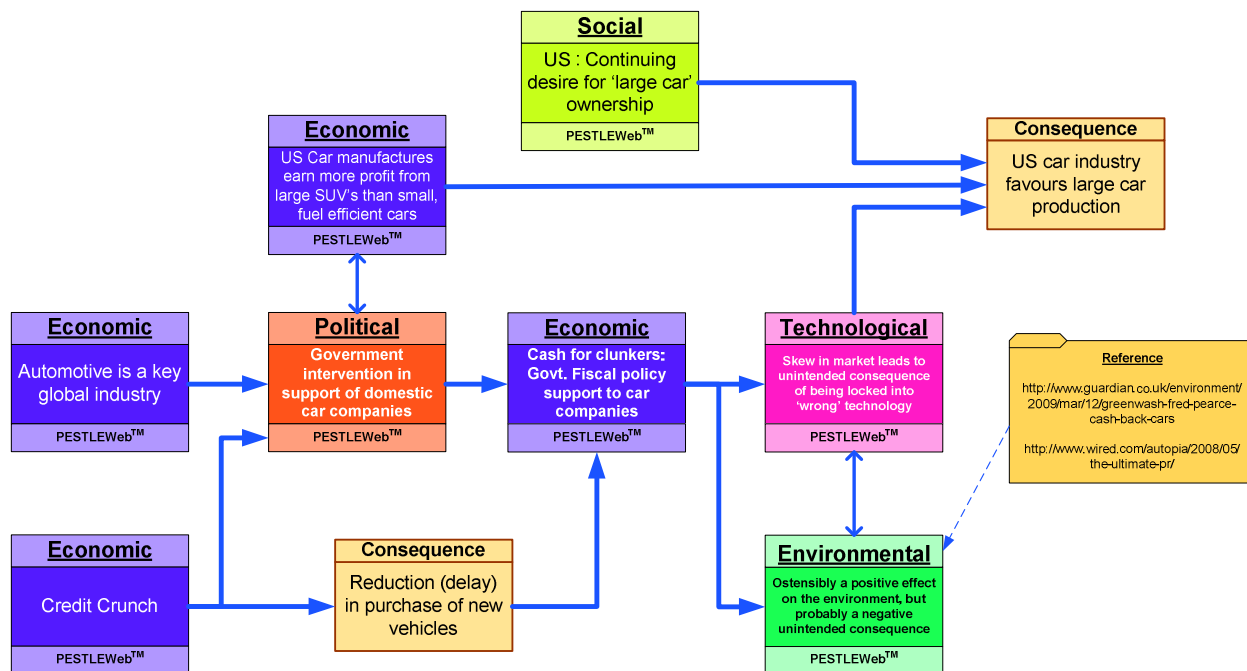 Social
US : Continuing
desire for ‘large car’
ownership
PESTLEWeb™
Economic
US Car manufactures
earn more profit from
large SUV’s than small,
fuel efficient cars
PESTLEWeb™
Consequence
US car industry
favours large car
production
Economic
Automotive is a key
global industry
PESTLEWeb™
Political
Government
intervention in
support of domestic
car companies
PESTLEWeb™
Economic
Cash for clunkers:
Govt. Fiscal policy
support to car
companies
PESTLEWeb™
Technological
Skew in market leads to
unintended consequence
of being locked into
‘wrong’ technology
PESTLEWeb™
Reference
http://www.guardian.co.uk/environment/
2009/mar/12/greenwash-fred-pearce-
cash-back-cars
http://www.wired.com/autopia/2008/05/
the-ultimate-pr/
Economic
Credit Crunch
PESTLEWeb™
Consequence
Reduction (delay)
in purchase of new
vehicles
Environmental
Ostensibly a positive effect
on the environment, but
probably a negative
unintended consequence
PESTLEWeb™